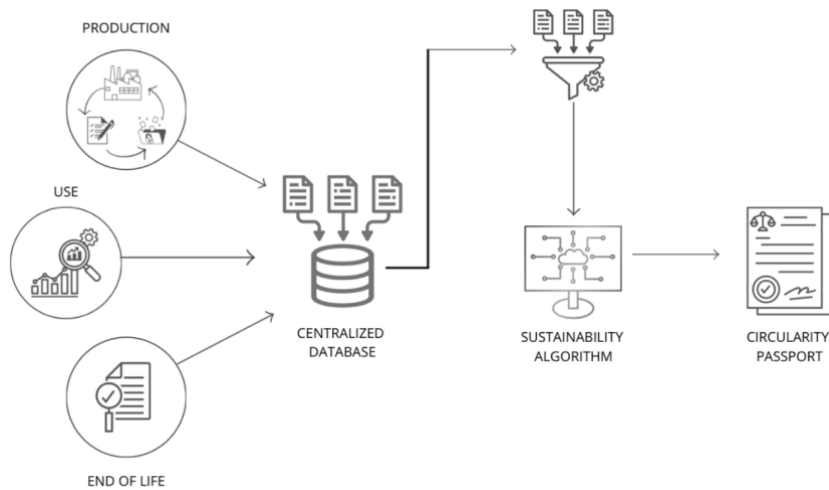 PRODUCTION
USE
CENTRALIZED
DATABASE
END OF LIFE
SUSTAINABILITY
ALGORITHM
CIRCULARITY
PASSPORT